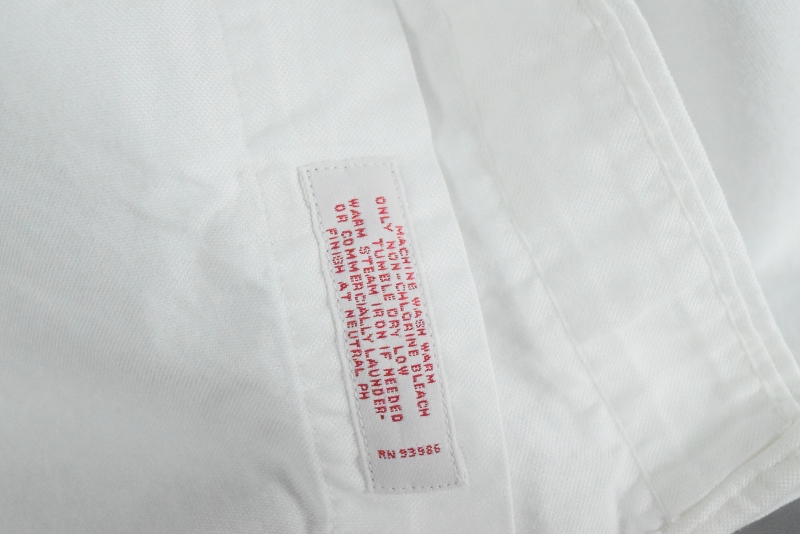 MACHINE WASH WARM
ONLY NON-CHLORINE BLEACH
TUMBLE DRY LOW
WARM STEAM IRON IF NEEDED
OR COMMERCIALLY LAUNDER-
FINISH AT NEUTRAL PH
RN 93986